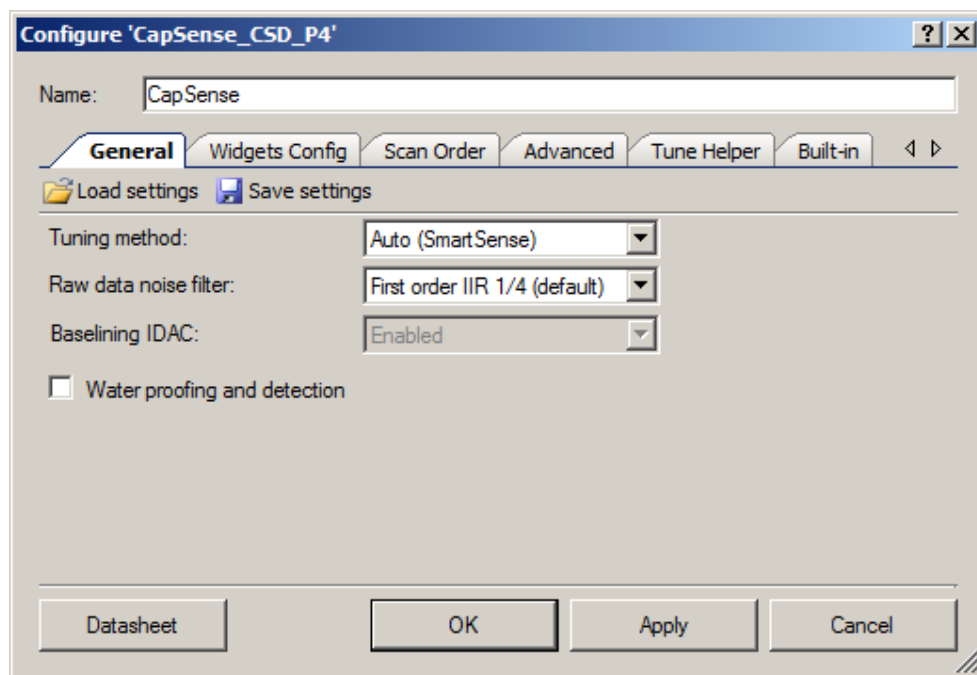 Configure 'CapSense_CSD_P4'
Name: CapSense
General Widgets Config Scan Order Advanced Tune Helper Built-in
Load settings Save settings
Tuning method: Auto (SmartSense)
Raw data noise filter: First order IIR 1/4 (default)
Baselining IDAC: Enabled
Water proofing and detection
Datasheet OK Apply Cancel